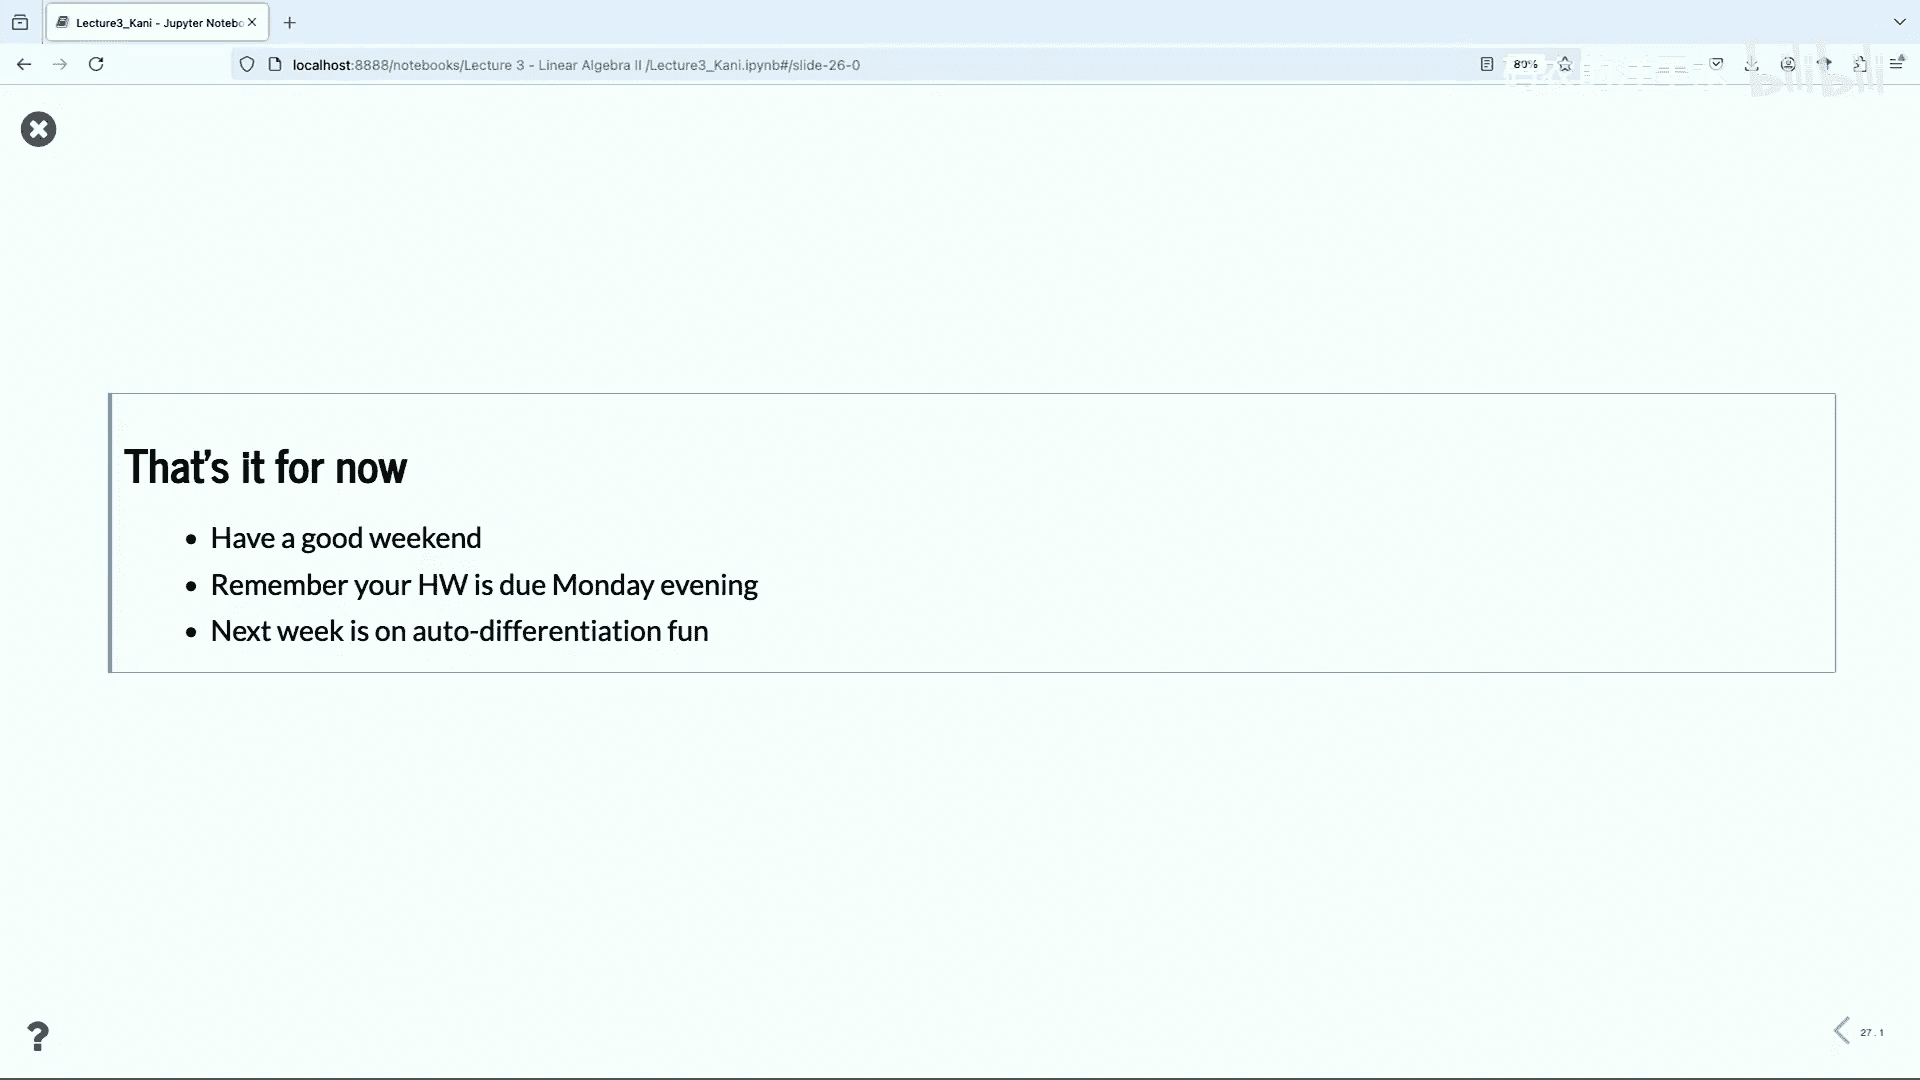 Lecture3_Kani - Jupyter Notebo
localhost:8888/notebooks/Lecture 3 - Linear Algebra II /Lecture3_Kani.ipynb#/slide-26-0
80%
bilibili
That's it for now
• Have a good weekend
• Remember your HW is due Monday evening
• Next week is on auto-differentiation fun
?
27.1